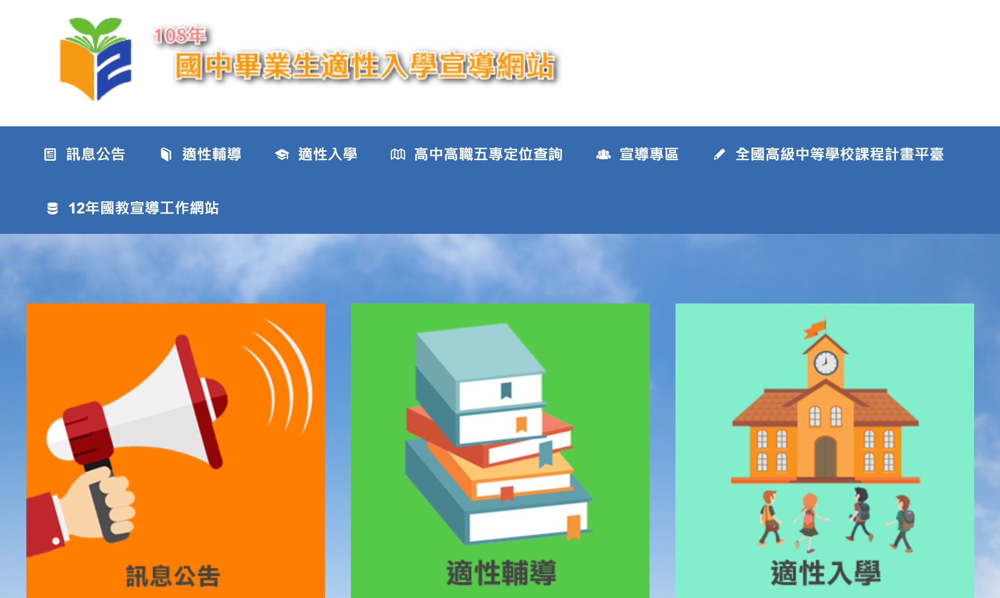 108年
國中畢業生適性入學宣導網站
訊息公告 適性輔導 適性入學 高中高職五專定位查詢 宣導專區 全國高級中等學校課程計畫平臺
12年國教宣導工作網站
訊息公告 適性輔導 適性入學